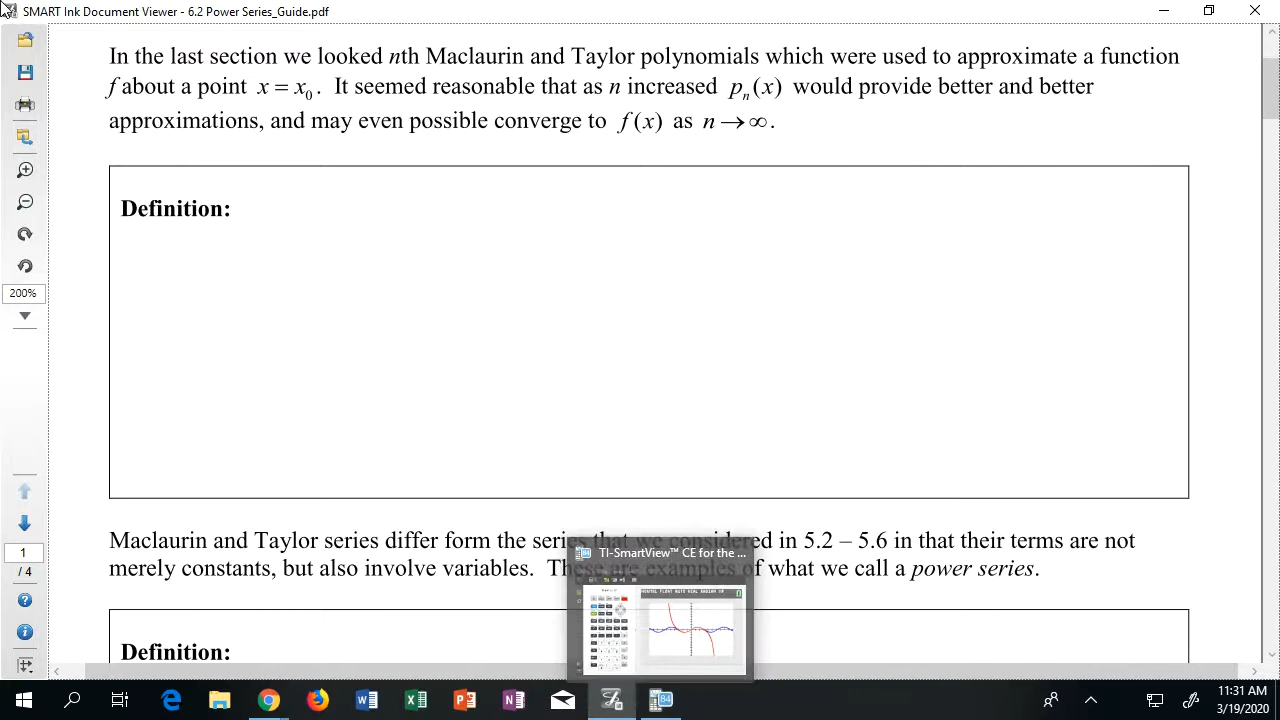 SMART Ink Document Viewer - 6.2 Power Series_Guide.pdf
In the last section we looked nth Maclaurin and Taylor polynomials which were used to approximate a function
f about a point x = x₀. It seemed reasonable that as n increased pₙ(x) would provide better and better
approximations, and may even possible converge to f(x) as n → ∞.
Definition:
200%
Maclaurin and Taylor series differ form the series that we considered in 5.2 – 5.6 in that their terms are not
merely constants, but also involve variables. These are examples of what we call a power series.
1
/ 4
TI-SmartView™ CE for the ...
Definition:
11:31 AM
3/19/2020